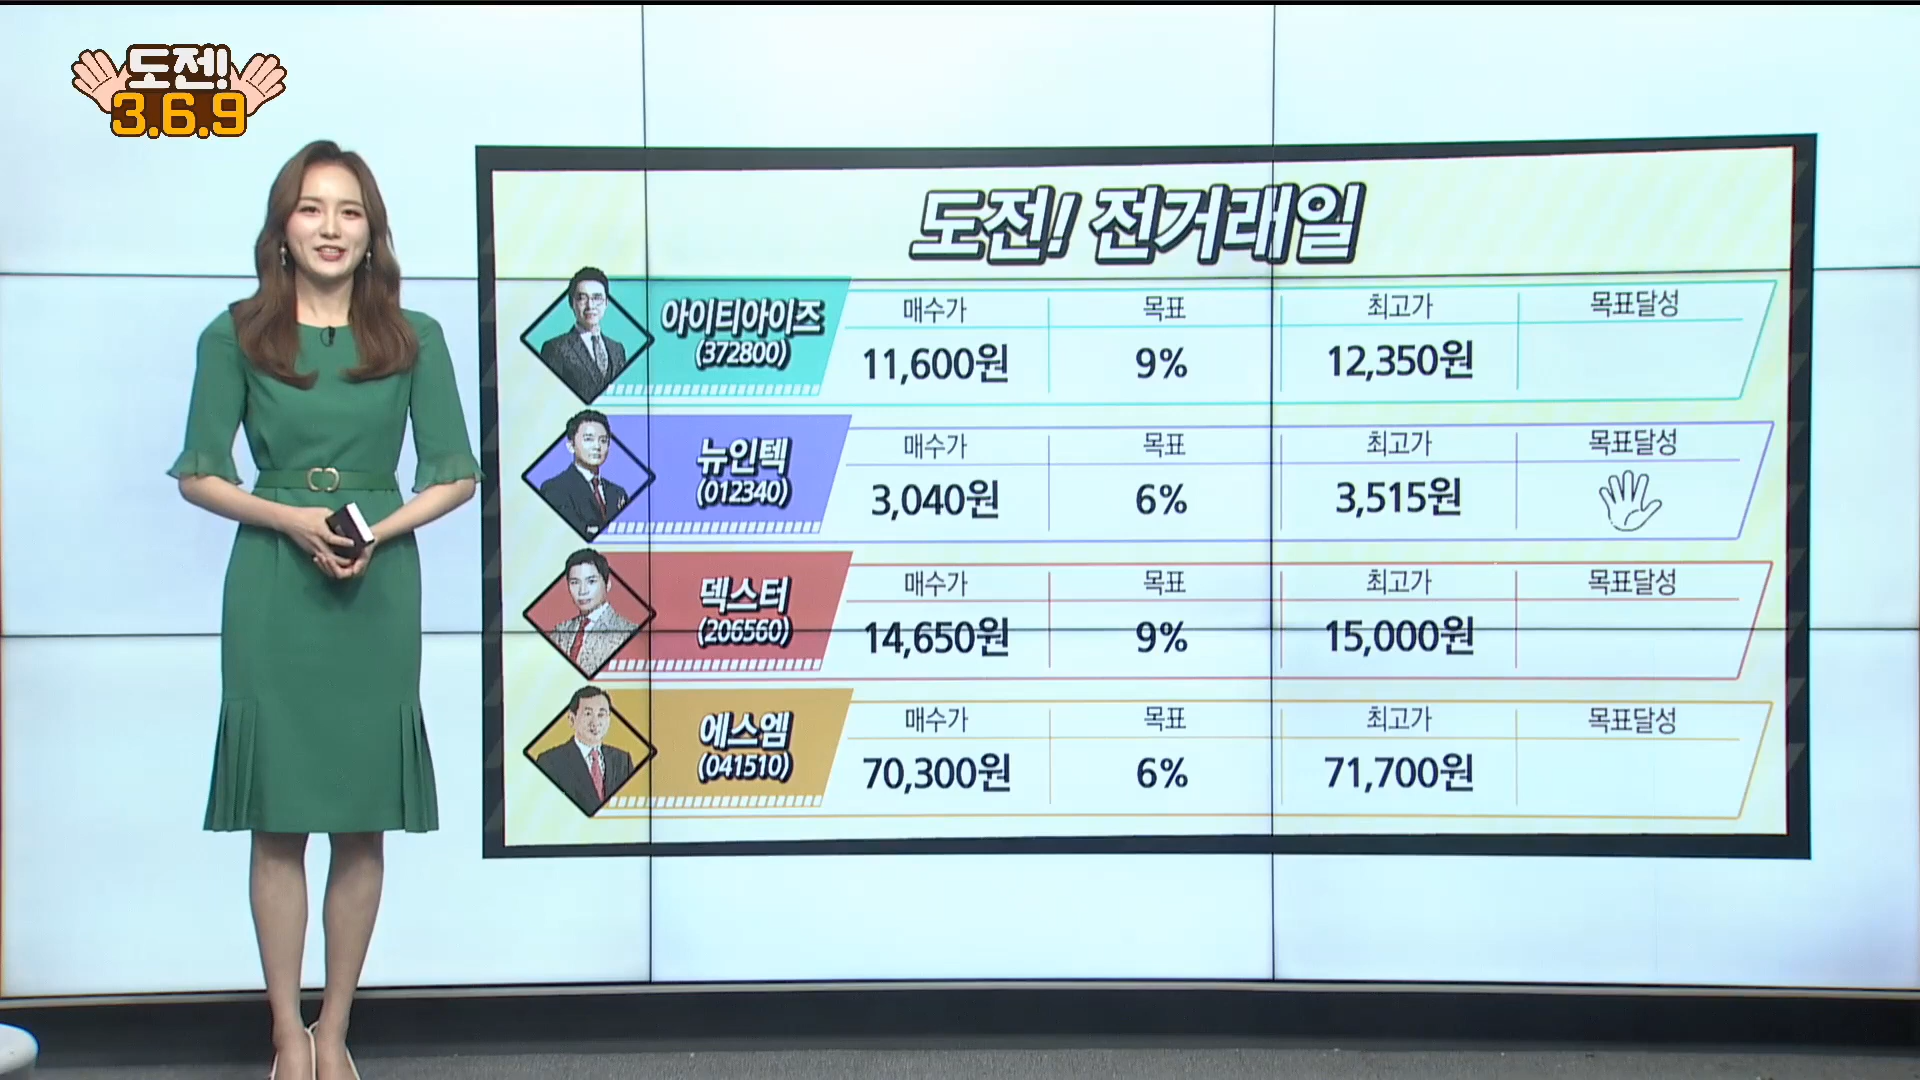 도전!
3.6.9
도전! 전거래일
아이티아이즈
(372800)
매수가 목표 최고가 목표달성
11,600원 9% 12,350원
뉴인텍
(012340)
매수가 목표 최고가 목표달성
3,040원 6% 3,515원
덱스터
(206560)
매수가 목표 최고가 목표달성
14,650원 9% 15,000원
에스엠
(041510)
매수가 목표 최고가 목표달성
70,300원 6% 71,700원